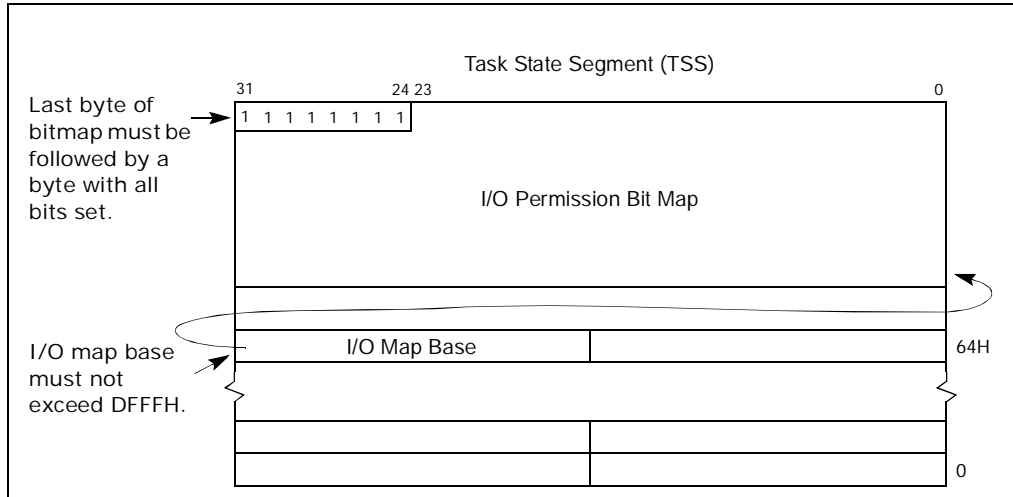 Task State Segment (TSS)
31 24 23 0
Last byte of
bitmap must be
followed by a
byte with all
bits set.
1 1 1 1 1 1 1 1
I/O Permission Bit Map
I/O Map Base
64H
I/O map base
must not
exceed DFFFH.
0